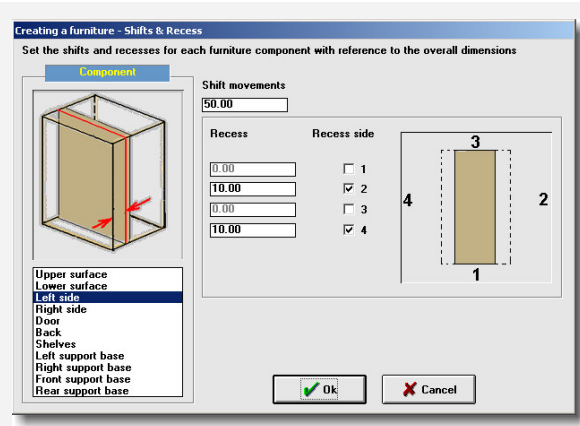 Creating a furniture - Shifts & Recess
Set the shifts and recesses for each furniture component with reference to the overall dimensions
Component
Shift movements
50.00
Recess
Recess side
0.00
1
10.00
2
0.00
3
10.00
4
3
4
2
1
Upper surface
Lower surface
Left side
Right side
Door
Back
Shelves
Left support base
Right support base
Front support base
Rear support base
Ok
Cancel